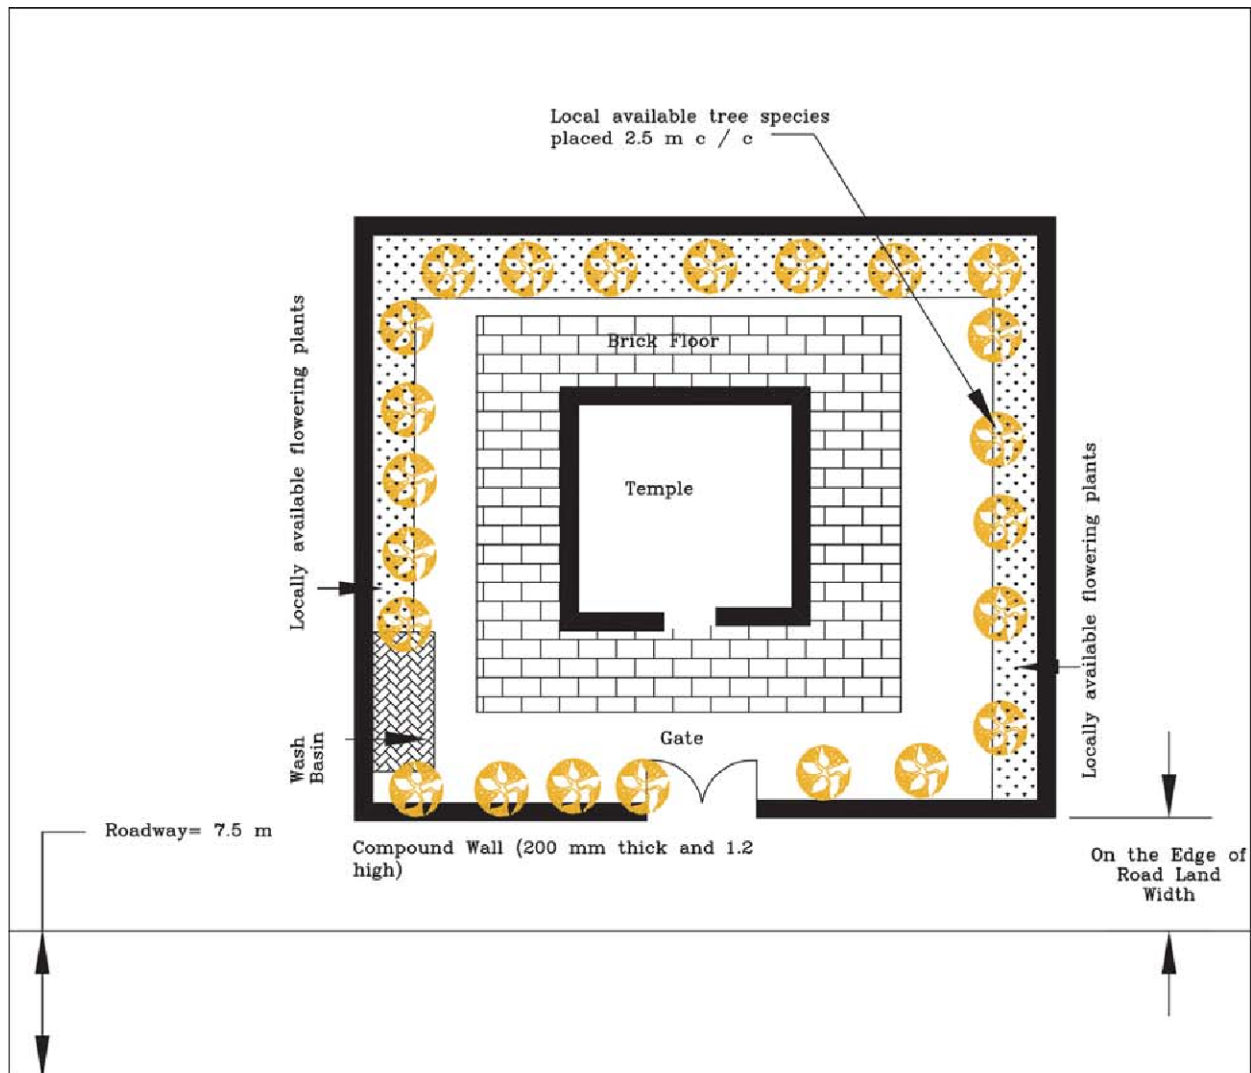 Local available tree species
placed 2.5 m c / c
Locally available flowering plants
Brick Floor
Temple
Locally available flowering plants
Wash
Basin
Gate
Roadway= 7.5 m
Compound Wall (200 mm thick and 1.2
high)
On the Edge of
Road Land
Width